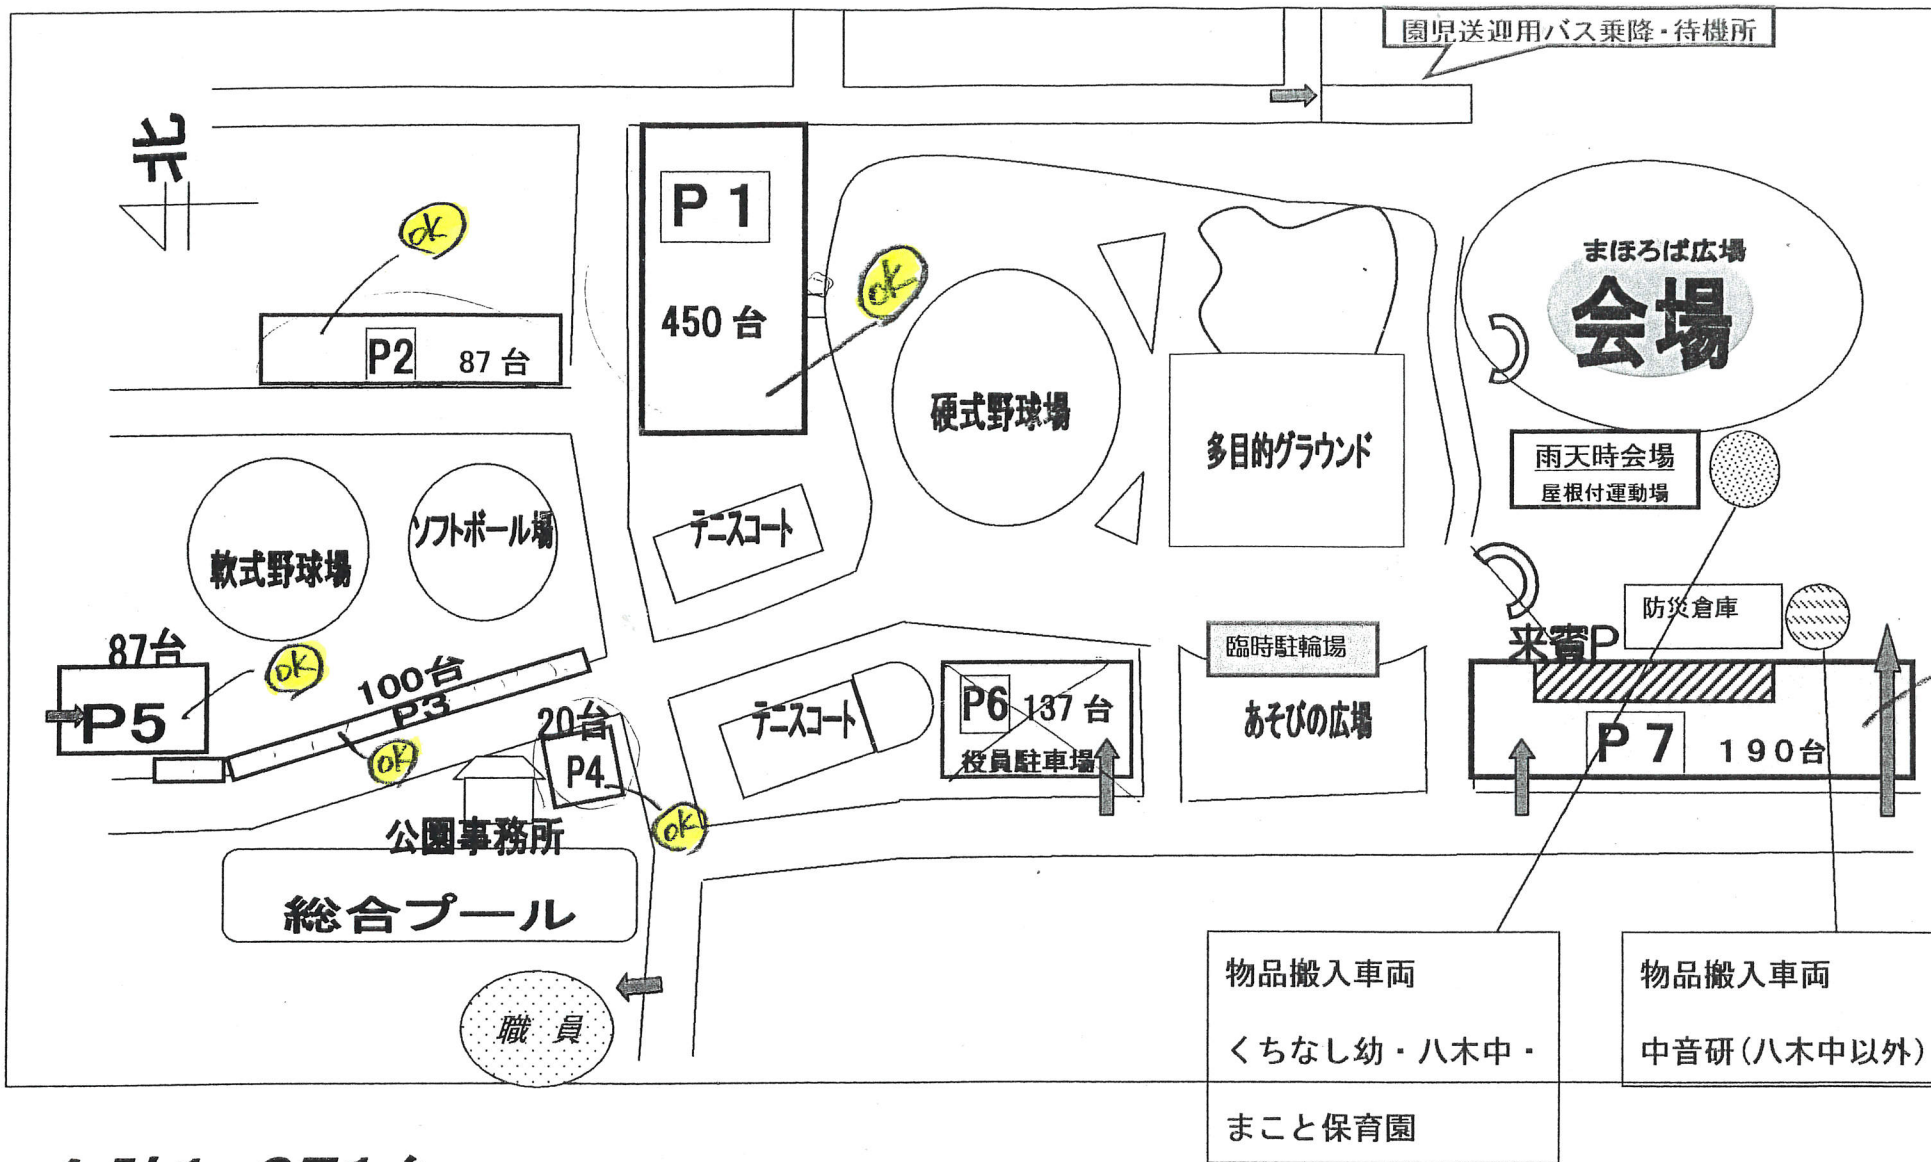 園児送迎用バス乗降・待機所
北
ok
P 1
450 台
ok
まほろば広場
会場
P2 87 台
硬式野球場
多目的グラウンド
雨天時会場
屋根付運動場
テニスコート
ソフトボール場
軟式野球場
防災倉庫
来賓P
臨時駐輪場
87台
ok
P5
100台
P3
ok
20台
P4
ok
テニスコート
P6 137 台
役員駐車場
あそびの広場
P 7 190台
公園事務所
総合プール
職 員
物品搬入車両
くちなし幼・八木中・
まこと保育園
物品搬入車両
中音研(八木中以外)